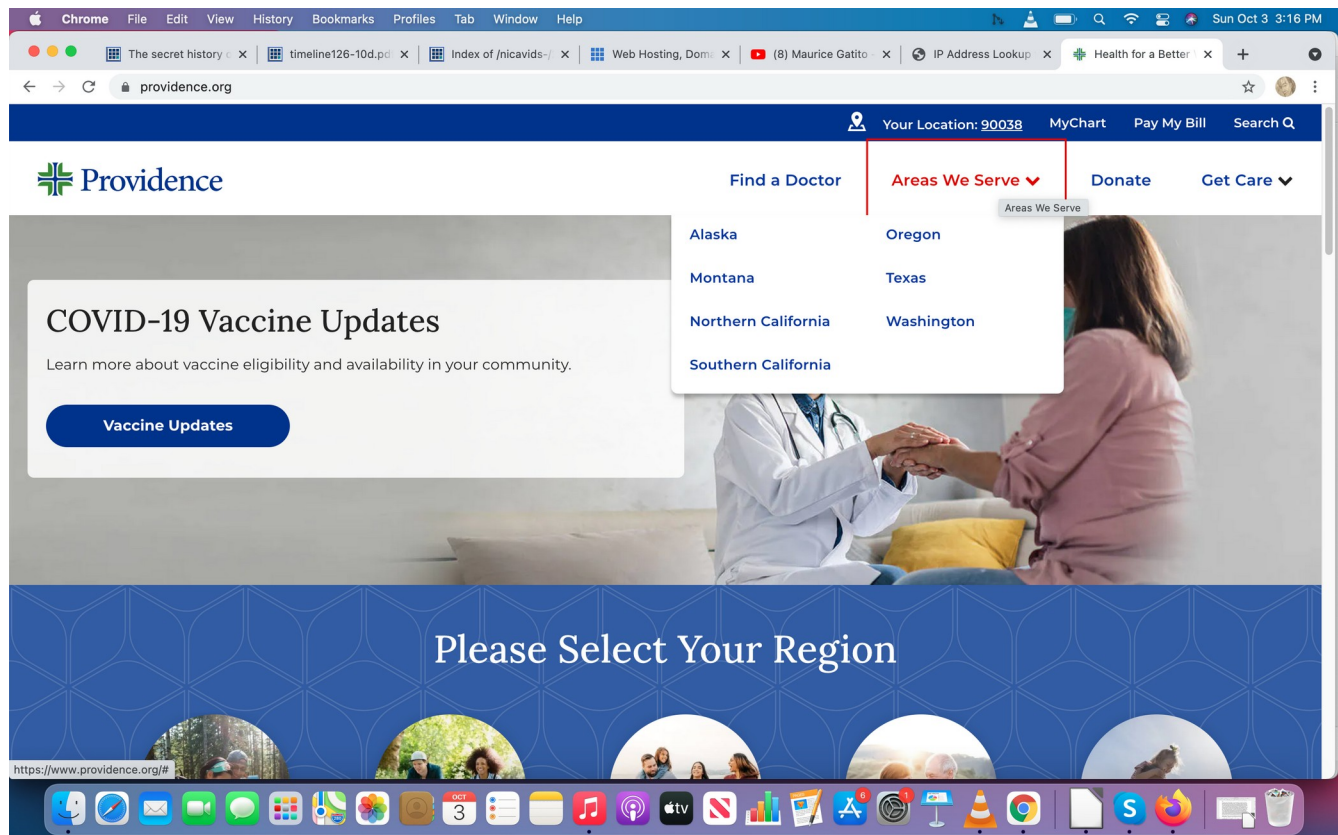 Chrome File Edit View History Bookmarks Profiles Tab Window Help Sun Oct 3 3:16 PM
The secret history timeline126-10d.pd Index of /nicavids-/ Web Hosting, Dom (8) Maurice Gatito - IP Address Lookup Health for a Better
providence.org
Your Location: 90038 MyChart Pay My Bill Search
Providence Find a Doctor Areas We Serve Donate Get Care
Areas We Serve
Alaska Oregon
Montana Texas
Northern California Washington
Southern California
COVID-19 Vaccine Updates
Learn more about vaccine eligibility and availability in your community.
Vaccine Updates
Please Select Your Region
https://www.providence.org/#
OCT
3
tv
6
1
S